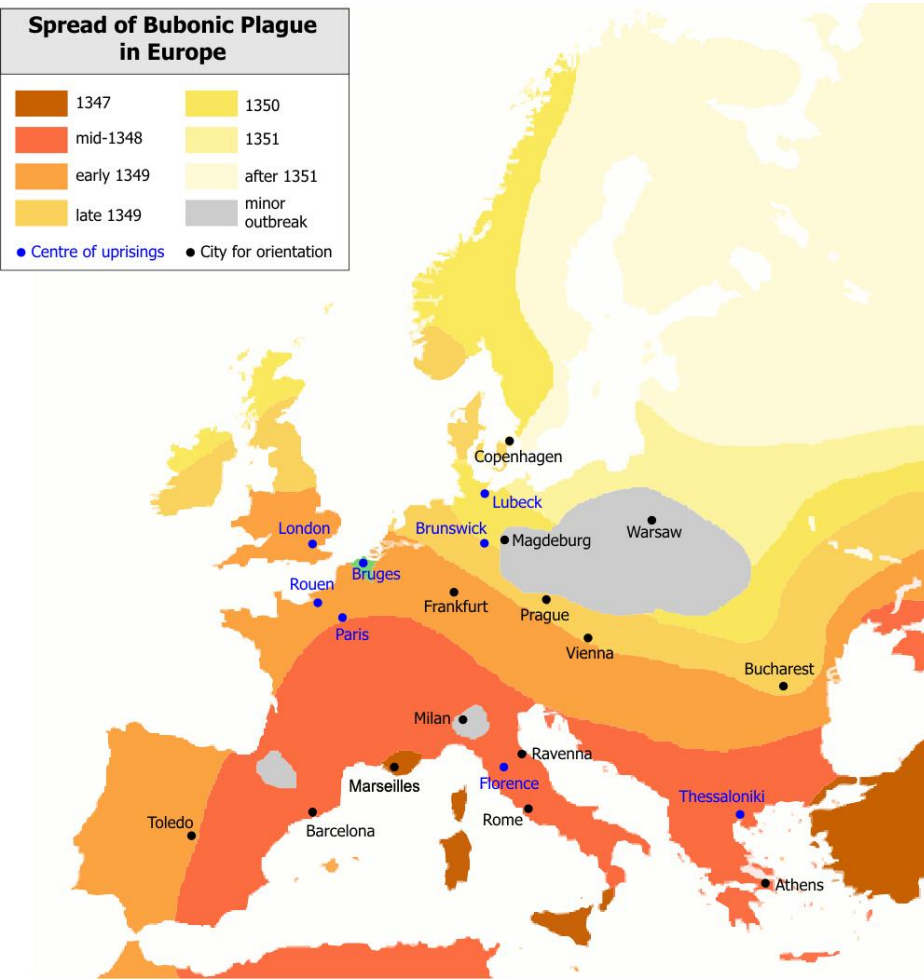 Spread of Bubonic Plague
in Europe
1347
1350
mid-1348
1351
early 1349
after 1351
late 1349
minor
outbreak
Centre of uprisings
City for orientation
Copenhagen
Lubeck
London
Brunswick
Magdeburg
Warsaw
Bruges
Rouen
Frankfurt
Prague
Paris
Vienna
Bucharest
Milan
Ravenna
Marseilles
Florence
Thessaloniki
Toledo
Barcelona
Rome
Athens